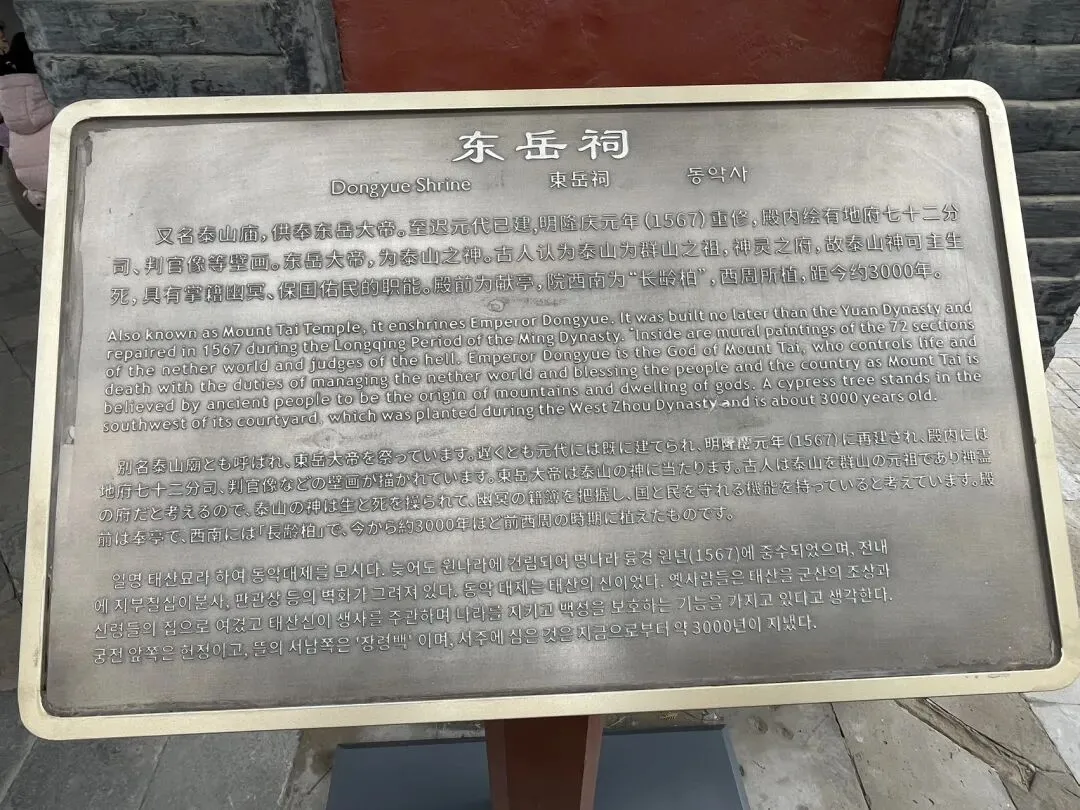 东岳祠
Dongyue Shrine 東岳祠 동악사
又名泰山庙，供奉东岳大帝。至迟元代已建，明隆庆元年（1567）重修，殿内绘有地府七十二分
司、判官像等壁画。东岳大帝，为泰山之神。古人认为泰山为群山之祖，神灵之府，故泰山神可主生
死，具有掌籍幽冥、保国佑民的职能。殿前为献亭，院西南为“长龄柏”，西周所植，距今约3000年。
Also known as Mount Tai Temple, it enshrines Emperor Dongyue. It was built no later than the Yuan Dynasty and
repaired in 1567 during the Longqing Period of the Ming Dynasty. "Inside are mural paintings of the 72 sections
of the nether world and judges of the hell. Emperor Dongyue is the God of Mount Tai, who controls life and
death with the duties of managing the nether world and blessing the people and the country as Mount Tai is
believed by ancient people to be the origin of mountains and dwelling of gods. A cypress tree stands in the
southwest of its courtyard, which was planted during the West Zhou Dynasty and is about 3000 years old.
別名泰山廟とも呼ばれ、東岳大帝を祭っています。遅くとも元代には既に建てられ、明隆慶元年（1567）に再建され、殿内には
地府七十二分司、判官像などの壁画が描かれています。東岳大帝は泰山の神に当たります。古人は泰山を群山の元祖であり神霊
の府だと考えるので、泰山の神は生と死を操られて、幽冥の籍簿を把握し、国と民を守れる機能を持っていると考えています。殿
前は奉亭で、西南には「長齢柏」で、今から約3000年ほど前西周の時期に植えたものです。
일명 태산묘라 하여 동악대제를 모시다. 늦어도 원나라에 건립되어 명나라 륭경 원년(1567)에 중수되었으며, 전내
에 지부칠십이분사, 판관상 등의 벽화가 그려져 있다. 동악 대제는 태산의 신이었다. 옛사람들은 태산을 군산의 조상과
신령들의 집으로 여겼고 태산신이 생사를 주관하며 나라를 지키고 백성을 보호하는 기능을 가지고 있다고 생각한다.
궁전 앞쪽은 헌정이고, 뜰의 서남쪽은 '장령백' 이며, 서주에 심은 것은 지금으로부터 약 3000년이 지났다.